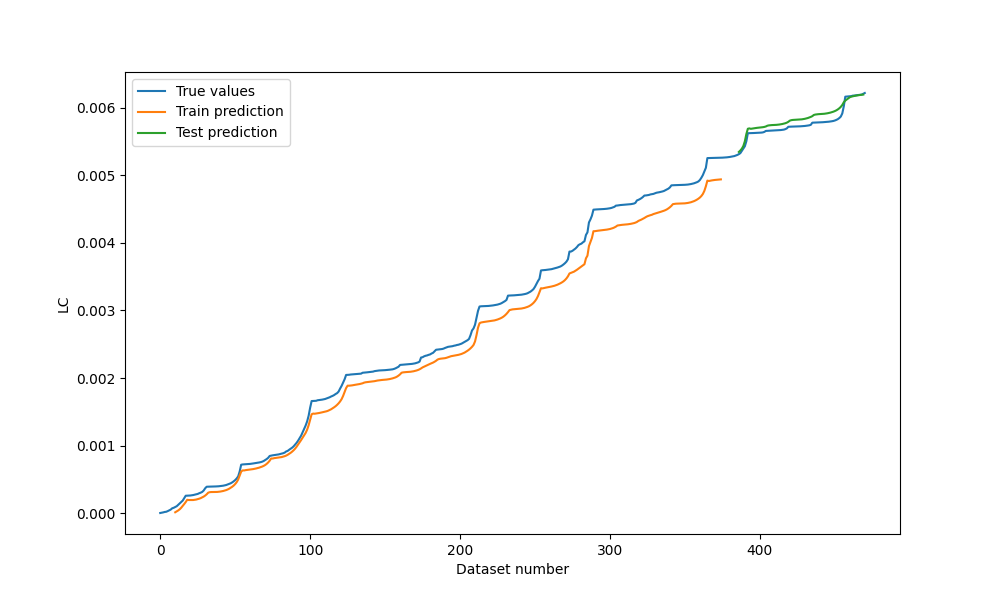 True values
Train prediction
Test prediction
0.006
0.005
0.004
0.003
0.002
0.001
0.000
LC
0 100 200 300 400
Dataset number